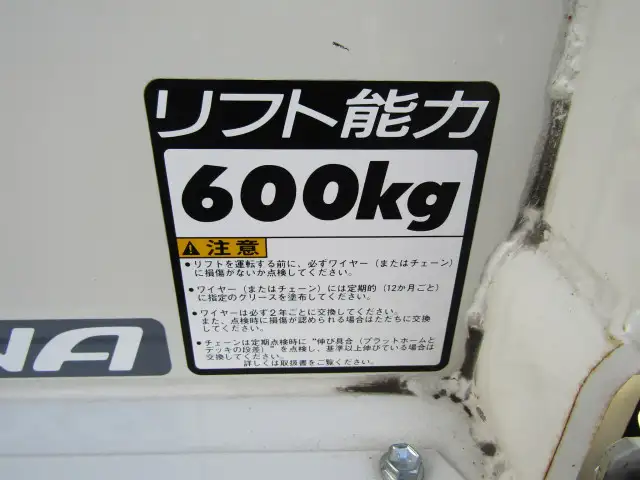 リフト能力
600kg
注意
●リフトを運転する前に、必ずワイヤー（またはチェーン）
に損傷がないか点検してください。
●ワイヤー（またはチェーン）には定期的（12か月ごと）
に指定のグリースを塗布してください。
●ワイヤーは必ず2年ごとに交換してください。
また、点検時に損傷が認められる場合はただちに交換
してください。
●チェーンは定期点検時に"伸び具合（プラットホームと
デッキの段差）"を点検し、基準以上伸びている場合は
交換してください。
詳しくは取扱書をご覧ください。
NA